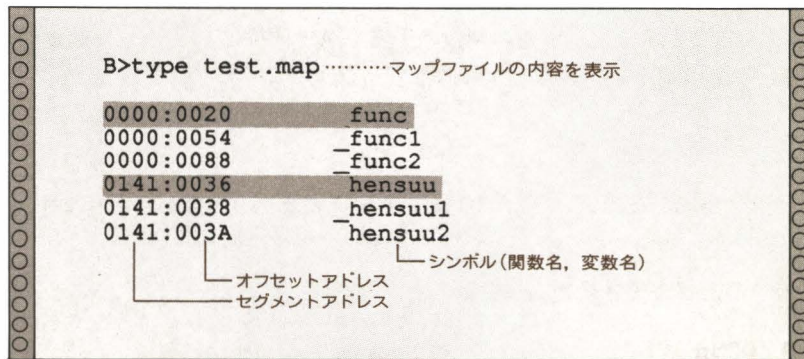 B>type test.map…………マップファイルの内容を表示
0000:0020 _func
0000:0054 _func1
0000:0088 _func2
0141:0036 _hensuu
0141:0038 _hensuu1
0141:003A _hensuu2
シンボル(関数名,変数名)
オフセットアドレス
セグメントアドレス